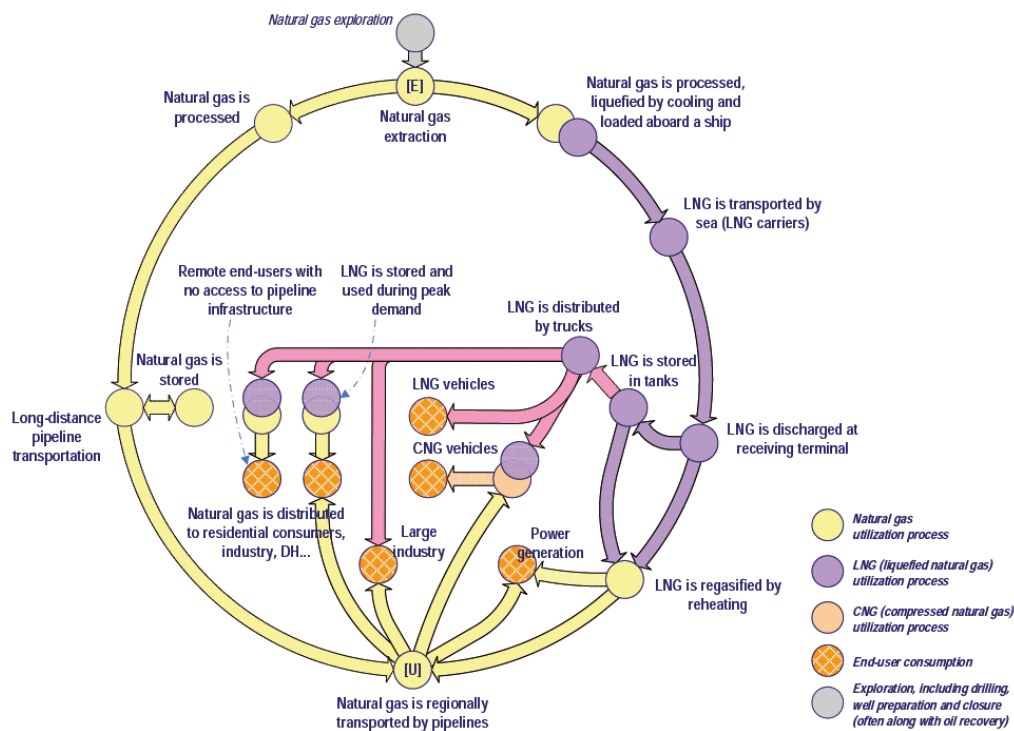 Natural gas exploration
[E]
Natural gas
extraction
Natural gas is
processed
Natural gas is processed,
liquefied by cooling and
loaded aboard a ship
LNG is transported by
sea (LNG carriers)
Remote end-users with
no access to pipeline
infrastructure
LNG is stored and
used during peak
demand
LNG is distributed
by trucks
LNG is stored
in tanks
Natural gas is
stored
LNG vehicles
Long-distance
pipeline
transportation
CNG vehicles
LNG is discharged at
receiving terminal
Natural gas is distributed
to residential consumers,
industry, DH...
Large
industry
Power
generation
LNG is regasified by
reheating
[U]
Natural gas is regionally
transported by pipelines
Natural gas
utilization process
LNG (liquefied natural gas)
utilization process
CNG (compressed natural gas)
utilization process
End-user consumption
Exploration, including drilling,
well preparation and closure
(often along with oil recovery)